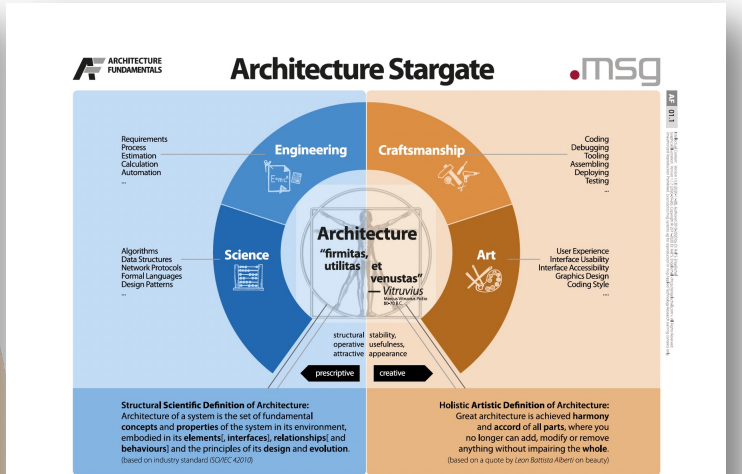 ARCHITECTURE
FUNDAMENTALS
Architecture Stargate
.msg
AF 01.1
Requirements
Process
Estimation
Calculation
Automation
...
Engineering
E=mc²
Craftsmanship
Coding
Debugging
Tooling
Assembling
Deploying
Testing
...
Algorithms
Data Structures
Network Protocols
Formal Languages
Design Patterns
...
Science
Architecture
"firmitas,
utilitas et
venustas"
— Vitruvius
Marcus Vitruvius Pollio
80-70 B.C.
Art
User Experience
Interface Usability
Interface Accessibility
Graphics Design
Coding Style
....
structural stability,
operative usefulness,
attractive appearance
prescriptive
creative
Structural Scientific Definition of Architecture:
Architecture of a system is the set of fundamental
concepts and properties of the system in its environment,
embodied in its elements[, interfaces], relationships[ and
behaviours] and the principles of its design and evolution.
(based on industry standard ISO/IEC 42010)
Holistic Artistic Definition of Architecture:
Great architecture is achieved harmony
and accord of all parts, where you
no longer can add, modify or remove
anything without impairing the whole.
(based on a quote by Leon Battista Alberti on beauty)